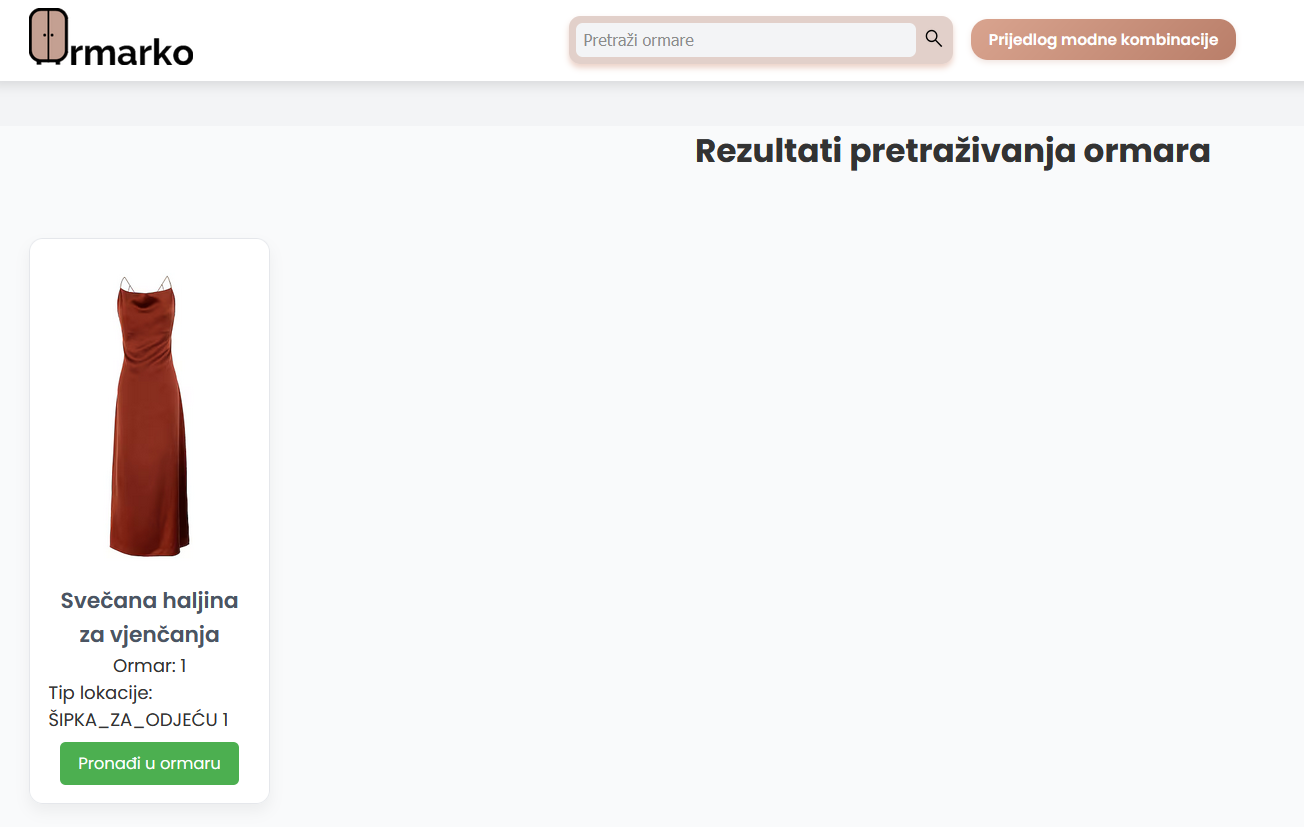 Ormarko
Pretraži ormare
Prijedlog modne kombinacije
Rezultati pretraživanja ormara
Svečana haljina
za vjenčanja
Ormar: 1
Tip lokacije:
ŠIPKA_ZA_ODJEĆU 1
Pronađi u ormaru